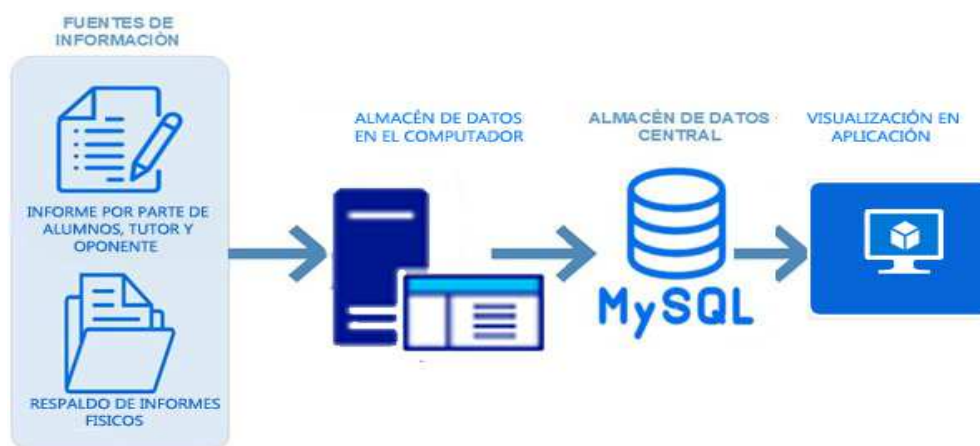 FUENTES DE
INFORMACIÒN
INFORME POR PARTE DE
ALUMNOS, TUTOR Y
OPONENTE
RESPALDO DE INFORMES
FISICOS
ALMACÉN DE DATOS
EN EL COMPUTADOR
ALMACÉN DE DATOS
CENTRAL
MySQL
VISUALIZACIÓN EN
APLICACIÓN